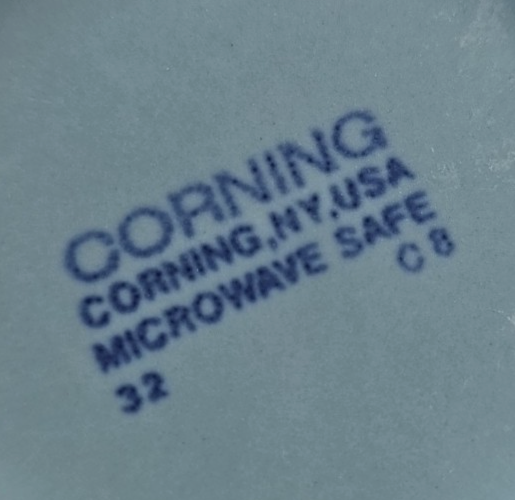 CORNING
CORNING,NY,USA
MICROWAVE SAFE
32 C 8